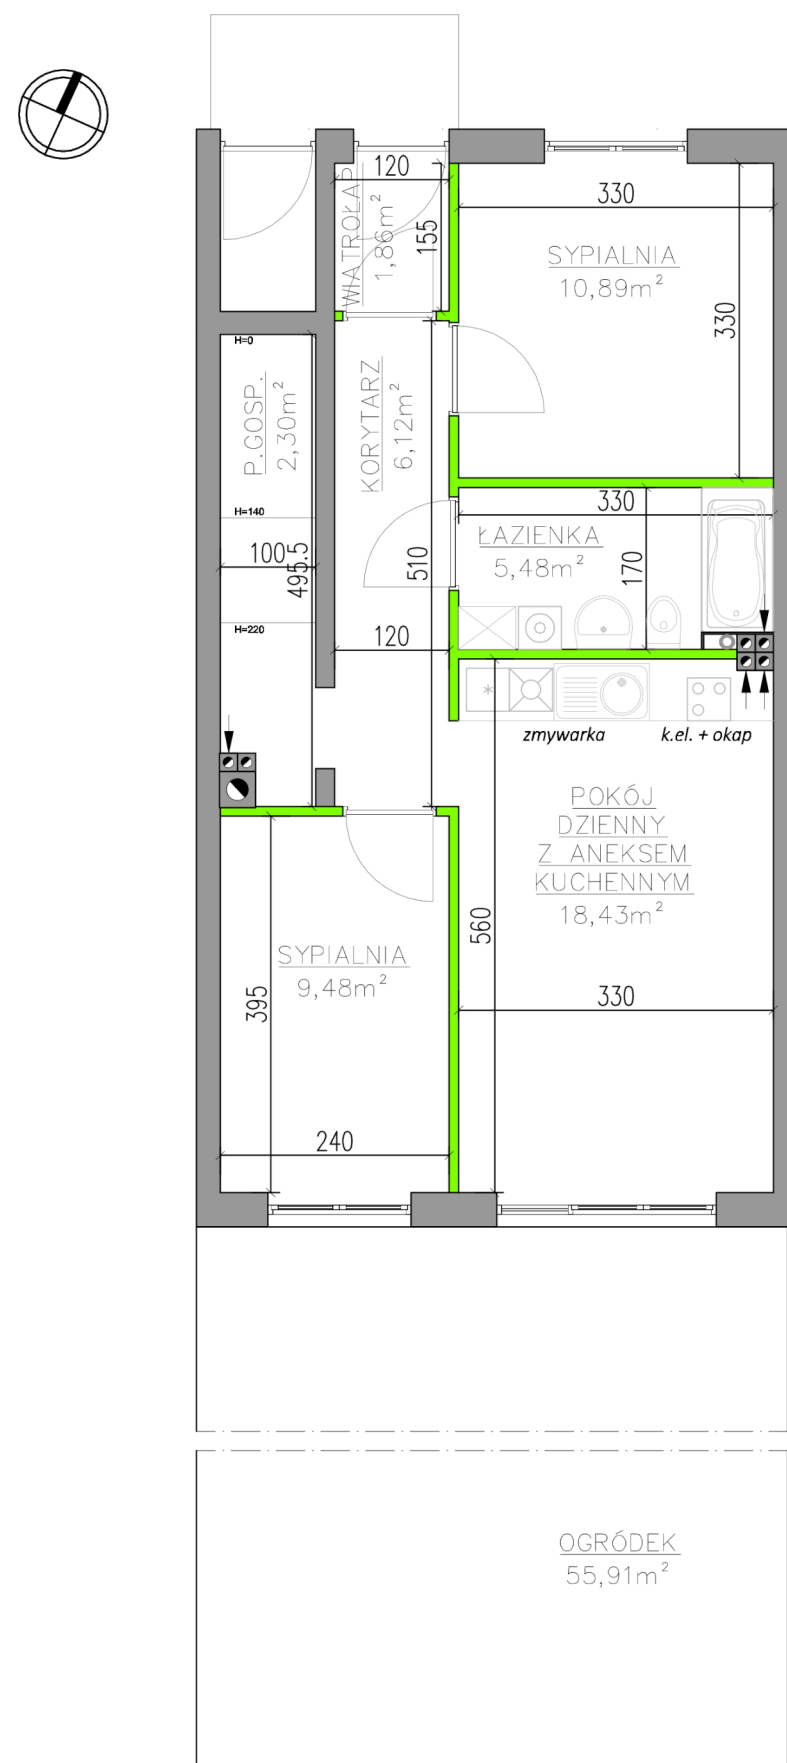 120
WIATROŁAP
1,86m²
155
330
SYPIALNIA
10,89m²
330
H=0
P.GOSP.
2,30m²
KORYTARZ
6,12m²
H=140
100
495.5
510
330
ŁAZIENKA
5,48m²
170
H=220
120
zmywarka
k.el. + okap
POKÓJ
DZIENNY
Z ANEKSEM
KUCHENNYM
18,43m²
560
SYPIALNIA
9,48m²
395
330
240
OGRÓDEK
55,91m²